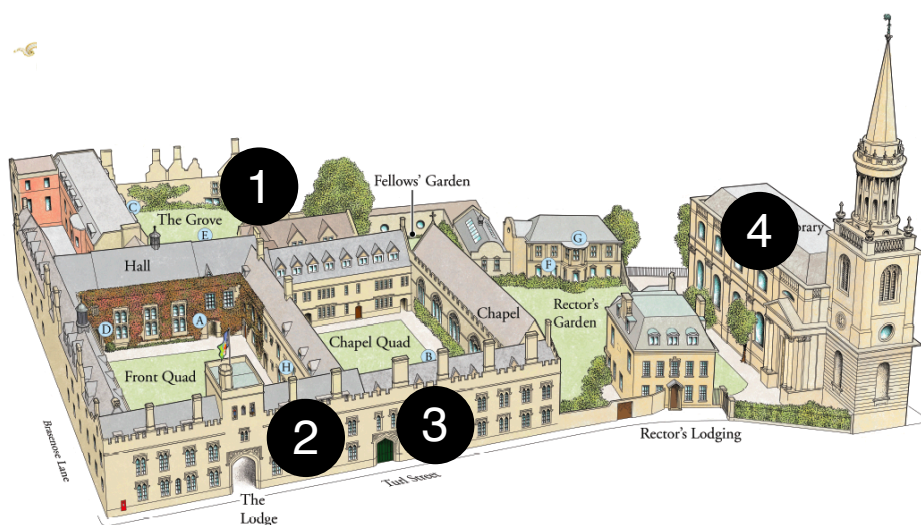 1
Fellows' Garden
C
The Grove
E
4
G
Hall
F
Rector's
Garden
Chapel
D
A
Chapel Quad
B
H
Front Quad
2
3
Rector's Lodging
Brasenose Lane
Turl Street
The
Lodge